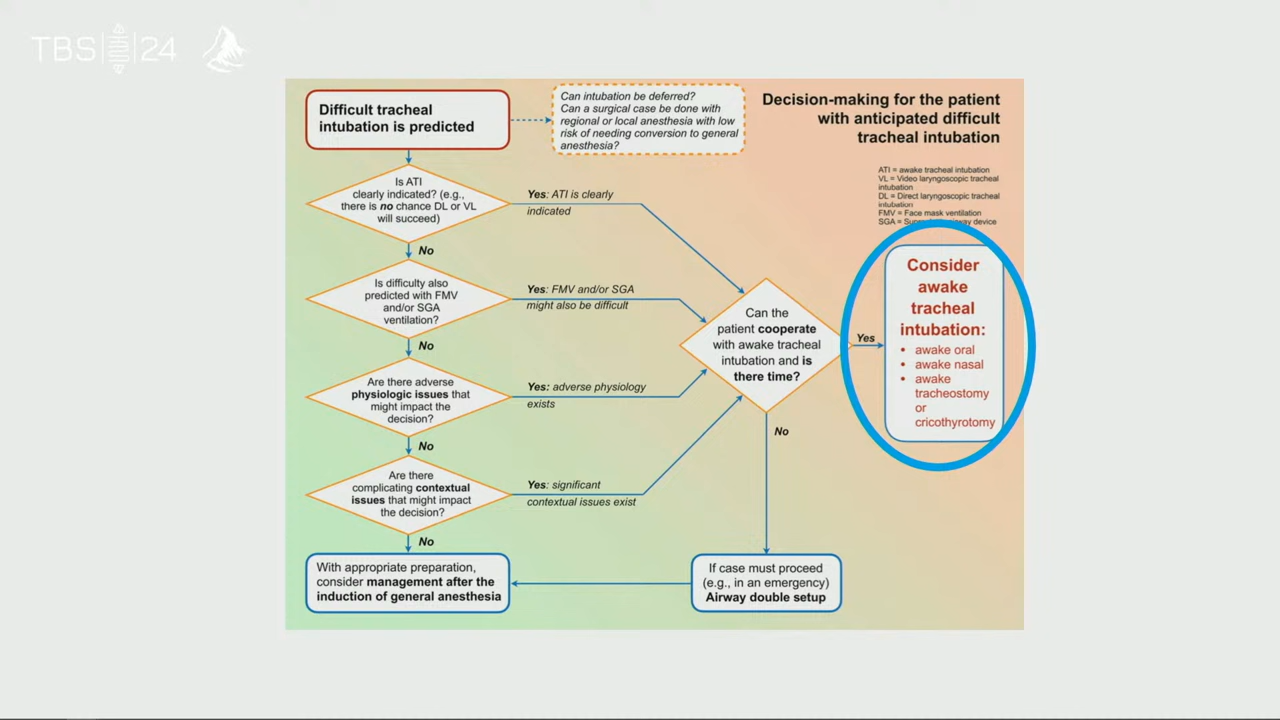 TBS 24
Difficult tracheal
intubation is predicted
Can intubation be deferred?
Can a surgical case be done with
regional or local anesthesia with low
risk of needing conversion to general
anesthesia?
Decision-making for the patient
with anticipated difficult
tracheal intubation
ATI = awake tracheal intubation
VL = Video laryngoscopic tracheal
intubation
DL = Direct laryngoscopic tracheal
intubation
FMV = Face mask ventilation
SGA = airway device
Is ATI
clearly indicated? (e.g.,
there is no chance DL or VL
will succeed)
Yes: ATI is clearly
indicated
No
Is difficulty also
predicted with FMV
and/or SGA
ventilation?
Yes: FMV and/or SGA
might also be difficult
No
Are there adverse
physiologic issues that
might impact the
decision?
Yes: adverse physiology
exists
No
Are there
complicating contextual
issues that might impact
the decision?
Yes: significant
contextual issues exist
No
With appropriate preparation,
consider management after the
induction of general anesthesia
Can the
patient cooperate
with awake tracheal
intubation and is
there time?
Yes
No
If case must proceed
(e.g., in an emergency)
Airway double setup
Consider
awake
tracheal
intubation:
• awake oral
• awake nasal
• awake
tracheostomy
or
cricothyrotomy